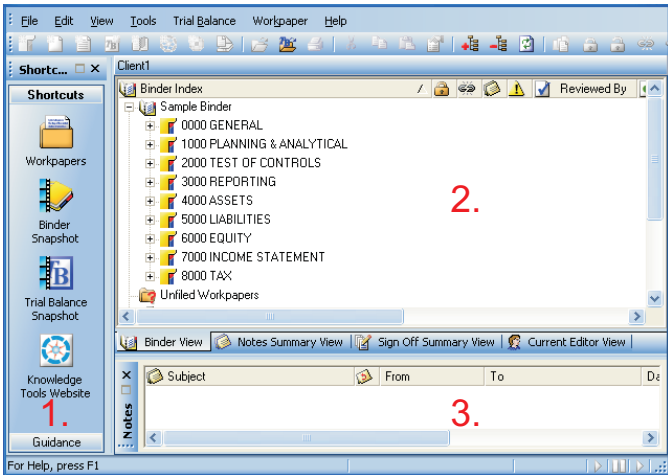 File Edit View Tools Trial Balance Workpaper Help
Shortc...
Client1
Shortcuts
Workpapers
Binder
Snapshot
Trial Balance
Snapshot
Knowledge
Tools Website
1.
Guidance
Binder Index / Reviewed By
Sample Binder
0000 GENERAL
1000 PLANNING & ANALYTICAL
2000 TEST OF CONTROLS
3000 REPORTING
4000 ASSETS
5000 LIABILITIES
6000 EQUITY
7000 INCOME STATEMENT
8000 TAX
Unfiled Workpapers
2.
Binder View Notes Summary View Sign Off Summary View Current Editor View
Notes
Subject From To Da
3.
For Help, press F1